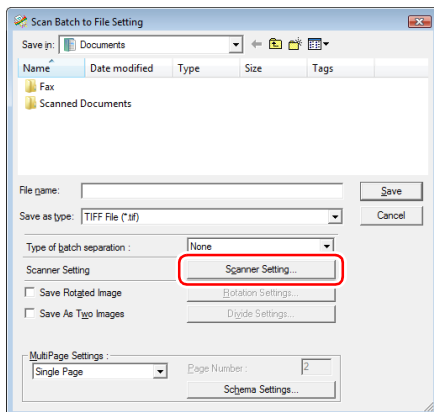 Scan Batch to File Setting
Save in: Documents
Name Date modified Type Size Tags
Fax
Scanned Documents
File name: Save
Save as type: TIFF File (*.tif) Cancel
Type of batch separation : None
Scanner Setting Scanner Setting...
Save Rotated Image Rotation Settings...
Save As Two Images Divide Settings...
MultiPage Settings :
Single Page Page Number : 2
Schema Settings...